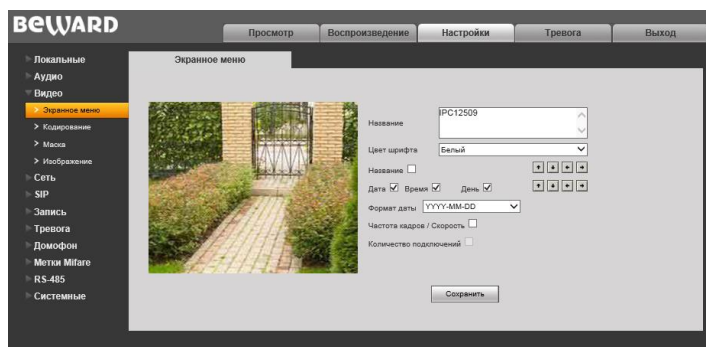 BEWARD
Просмотр Воспроизведение Настройки Тревога Выход
Локальные
Аудио
Видео
Экранное меню
Кодирование
Маска
Изображение
Сеть
SIP
Запись
Тревога
Домофон
Метки Mifare
RS-485
Системные
Экранное меню
Название IPC12509
Цвет шрифта Белый
Название
Дата Время День
Формат даты YYYY-MM-DD
Частота кадров / Скорость
Количество подключений
Сохранить